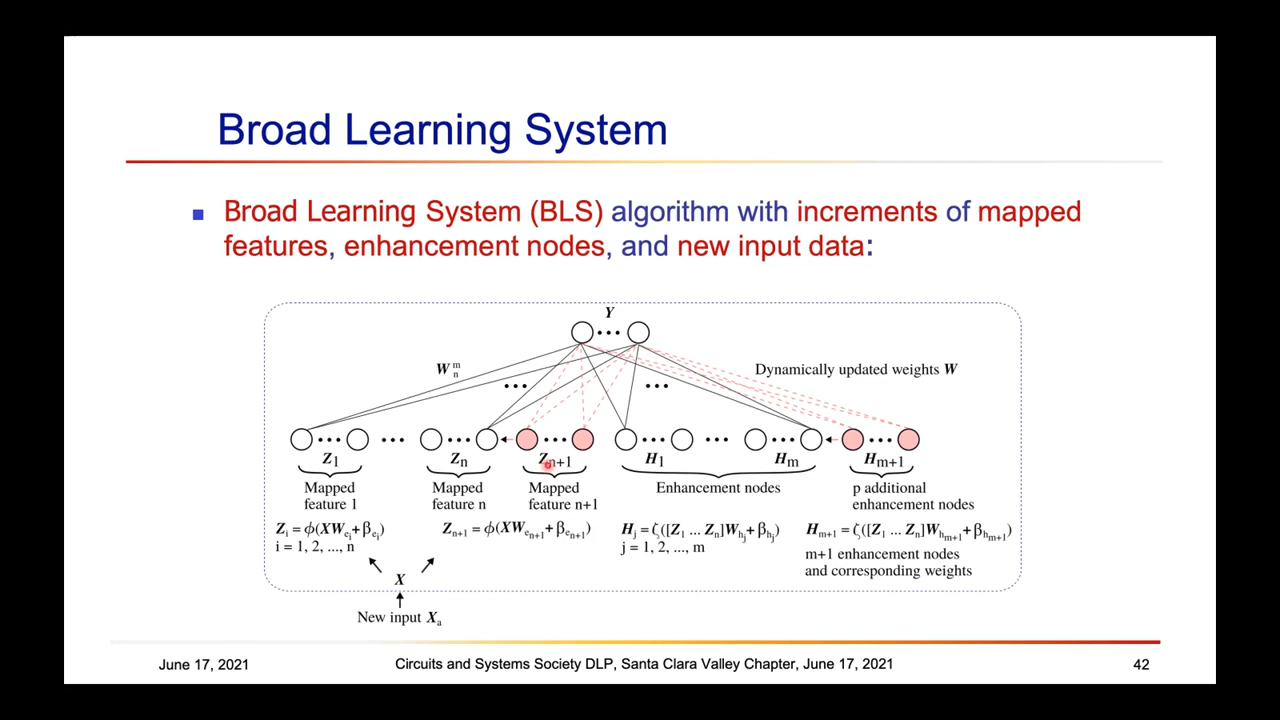 Broad Learning System
Broad Learning System (BLS) algorithm with increments of mapped
features, enhancement nodes, and new input data:
Y
W n m
Dynamically updated weights W
Z1 Zn Zn+1 H1 Hm Hm+1
Mapped feature 1
Mapped feature n
Mapped feature n+1
Enhancement nodes
p additional
enhancement nodes
Zi = ϕ(XWei+βei)
i = 1, 2, ..., n
Zn+1 = ϕ(XWen+1+βen+1)
Hj = ζ([Z1 ... Zn]Whj+βhj)
j = 1, 2, ..., m
Hm+1 = ζ([Z1 ... Zn]Whm+1+βhm+1)
m+1 enhancement nodes
and corresponding weights
X
New input Xa
June 17, 2021 Circuits and Systems Society DLP, Santa Clara Valley Chapter, June 17, 2021 42